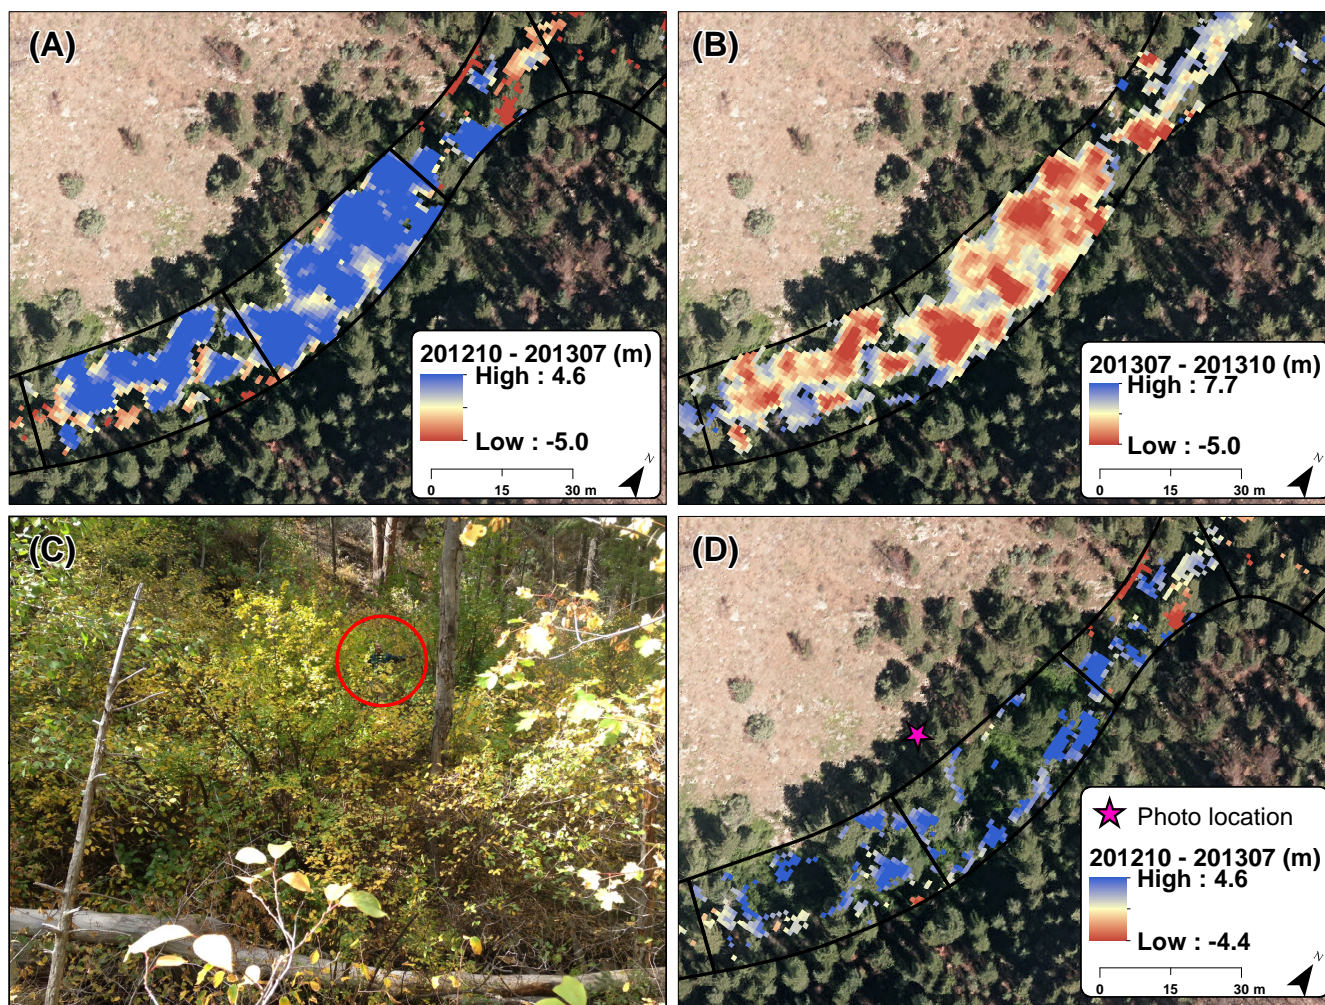 (A)
201210 - 201307 (m)
High : 4.6
Low : -5.0
N
0 15 30 m
(B)
201307 - 201310 (m)
High : 7.7
Low : -5.0
N
0 15 30 m
(C)
(D)
Photo location
201210 - 201307 (m)
High : 4.6
Low : -4.4
N
0 15 30 m